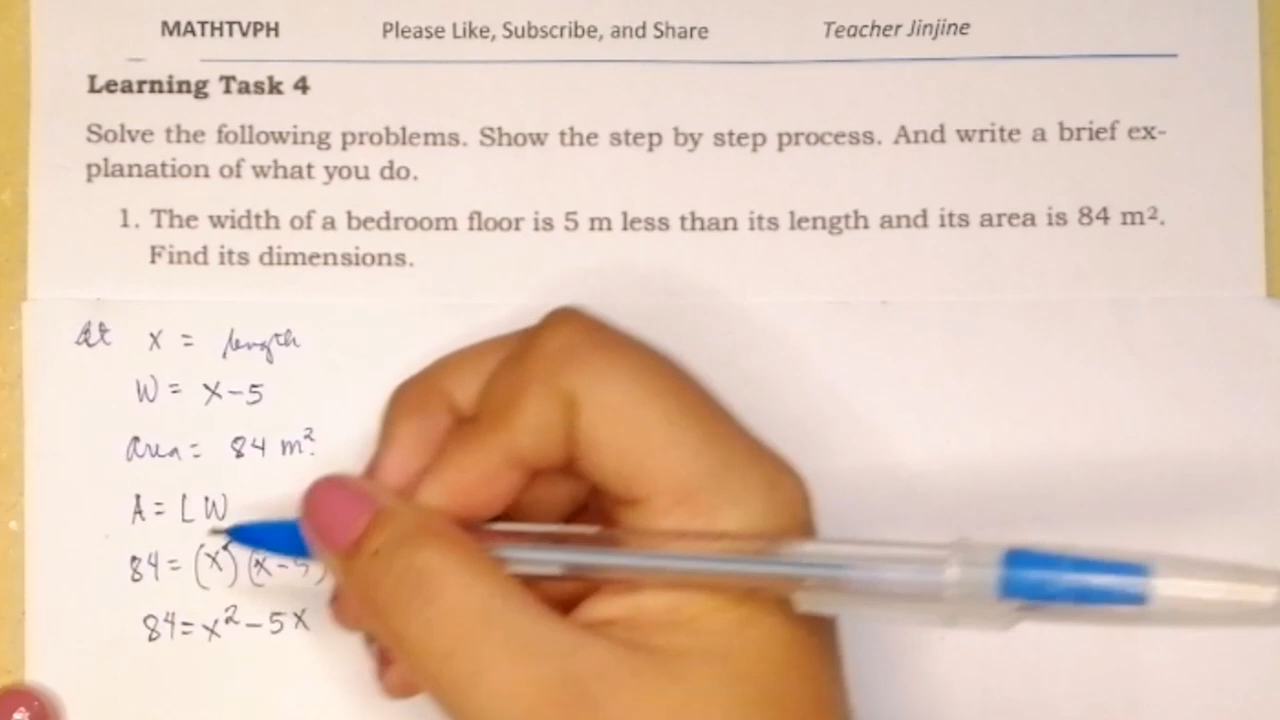 MATHTVPH Please Like, Subscribe, and Share Teacher Jinjine
Learning Task 4
Solve the following problems. Show the step by step process. And write a brief ex-
planation of what you do.
1. The width of a bedroom floor is 5 m less than its length and its area is 84 m².
Find its dimensions.
let x = length
W = x-5
area = 84 m².
A = L W
84 = (x) (x-5)
84 = x² - 5x